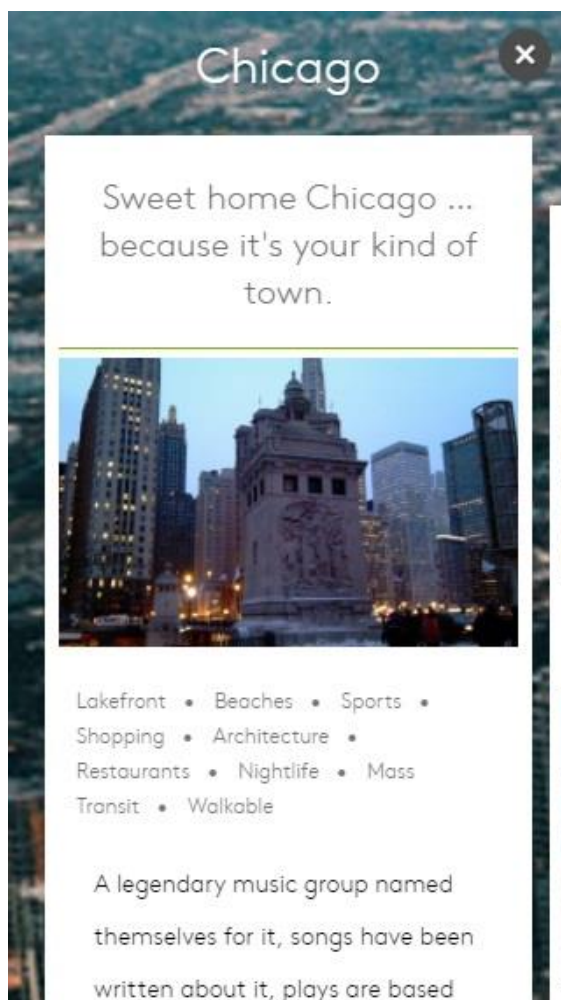 Chicago
Sweet home Chicago ...
because it's your kind of
town.
Lakefront • Beaches • Sports •
Shopping • Architecture •
Restaurants • Nightlife • Mass
Transit • Walkable
A legendary music group named
themselves for it, songs have been
written about it, plays are based